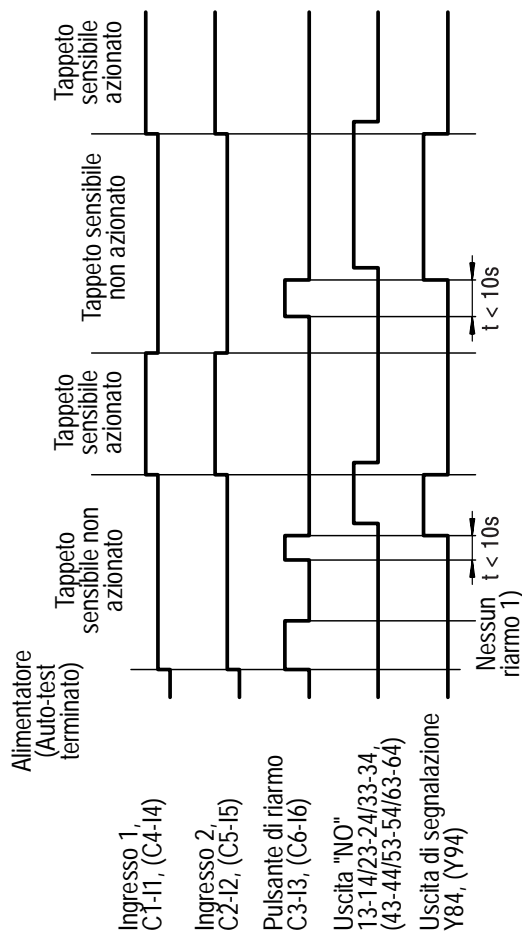 Alimentatore
(Auto-test
terminato)
Tappeto
sensibile non
azionato
Tappeto
sensibile
azionato
Tappeto sensibile
non azionato
Tappeto
sensibile
azionato
Ingresso 1,
C1-I1, (C4-I4)
Ingresso 2,
C2-I2, (C5-I5)
Pulsante di riarmo
C3-I3, (C6-I6)
Uscita "NO"
13-14/23-24/33-34,
(43-44/53-54/63-64)
Uscita di segnalazione
Y84, (Y94)
Nessun
riarmo 1)
t < 10s
t < 10s